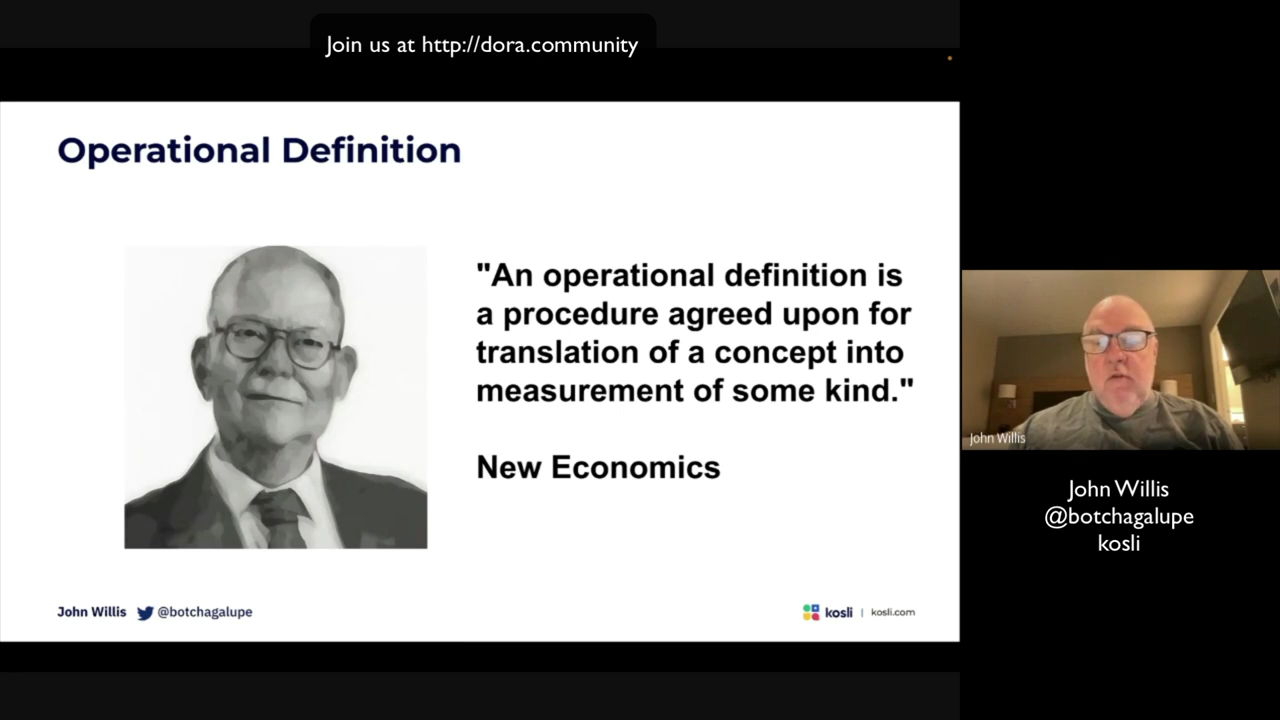 Join us at http://dora.community
Operational Definition
"An operational definition is
a procedure agreed upon for
translation of a concept into
measurement of some kind."
New Economics
John Willis @botchagalupe
kosli | kosli.com
John Willis
John Willis
@botchagalupe
kosli